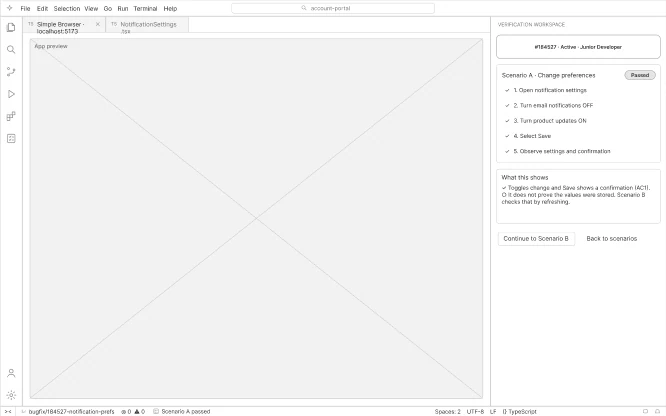 File Edit Selection View Go Run Terminal Help
account-portal
TS Simple Browser · localhost:5173
TS NotificationSettings .tsx
App preview
VERIFICATION WORKSPACE
#184527 · Active · Junior Developer
Scenario A · Change preferences Passed
✓ 1. Open notification settings
✓ 2. Turn email notifications OFF
✓ 3. Turn product updates ON
✓ 4. Select Save
✓ 5. Observe settings and confirmation
What this shows
✓ Toggles change and Save shows a confirmation (AC1).
O It does not prove the values were stored. Scenario B
checks that by refreshing.
Continue to Scenario B Back to scenarios
bugfix/184527-notification-prefs 0 0 Scenario A passed Spaces: 2 UTF-8 LF {} TypeScript